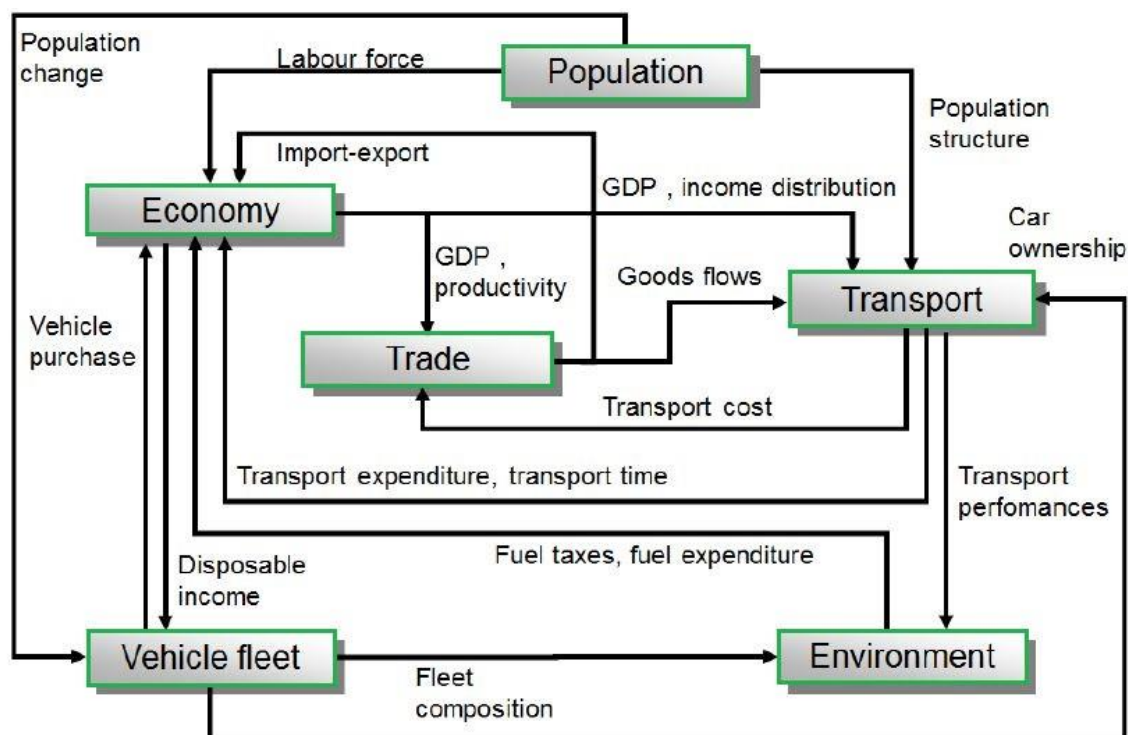 Population
change
Labour force
Population
Population
structure
Import-export
Economy
GDP , income distribution
Car
ownership
GDP ,
productivity
Goods flows
Transport
Vehicle
purchase
Trade
Transport cost
Transport expenditure, transport time
Transport
perfomances
Fuel taxes, fuel expenditure
Disposable
income
Vehicle fleet
Environment
Fleet
composition